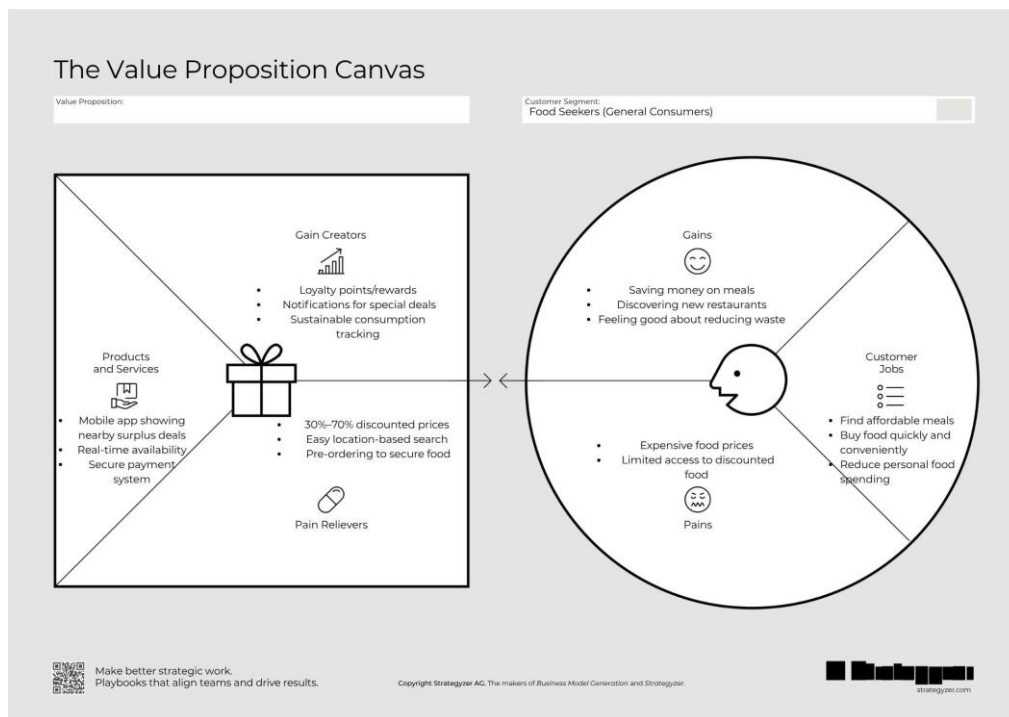 The Value Proposition Canvas
Value Proposition:
Customer Segment:
Food Seekers (General Consumers)
Gain Creators
• Loyalty points/rewards
• Notifications for special deals
• Sustainable consumption
tracking
Products
and Services
• Mobile app showing
nearby surplus deals
• Real-time availability
• Secure payment
system
• 30%–70% discounted prices
• Easy location-based search
• Pre-ordering to secure food
Pain Relievers
Gains
• Saving money on meals
• Discovering new restaurants
• Feeling good about reducing waste
Customer
Jobs
• Find affordable meals
• Buy food quickly and
conveniently
• Reduce personal food
spending
• Expensive food prices
• Limited access to discounted
food
Pains
Make better strategic work.
Playbooks that align teams and drive results.
Copyright Strategyzer AG. The makers of Business Model Generation and Strategyzer.
strategyzer.com